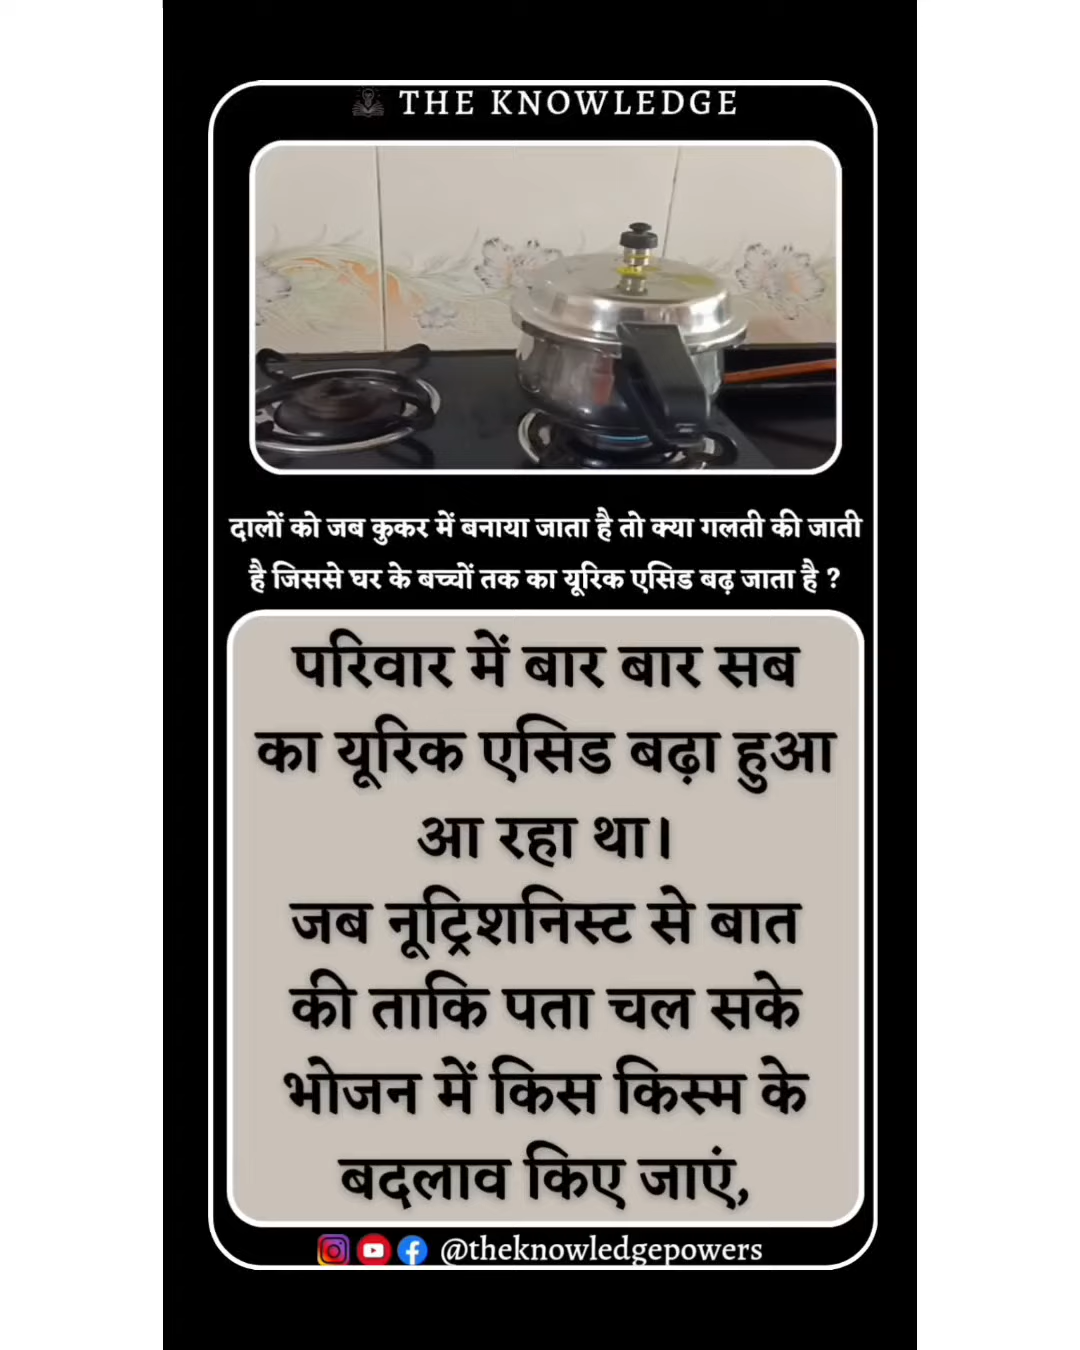 THE KNOWLEDGE
दालों को जब कुकर में बनाया जाता है तो क्या गलती की जाती
है जिससे घर के बच्चों तक का यूरिक एसिड बढ़ जाता है ?
परिवार में बार बार सब
का यूरिक एसिड बढ़ा हुआ
आ रहा था।
जब नूट्रिशनिस्ट से बात
की ताकि पता चल सके
भोजन में किस किस्म के
बदलाव किए जाएं,
@theknowledgepowers